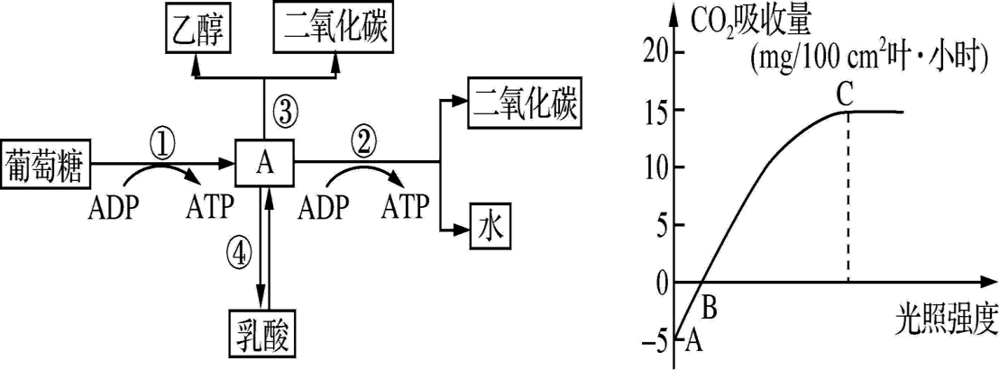 乙醇
二氧化碳
③
二氧化碳
葡萄糖
①
A
②
ADP
ATP
ADP
ATP
水
④
乳酸
CO₂吸收量
(mg/100 cm²叶·小时)
20
15
10
5
0
−5
A
B
C
光照强度